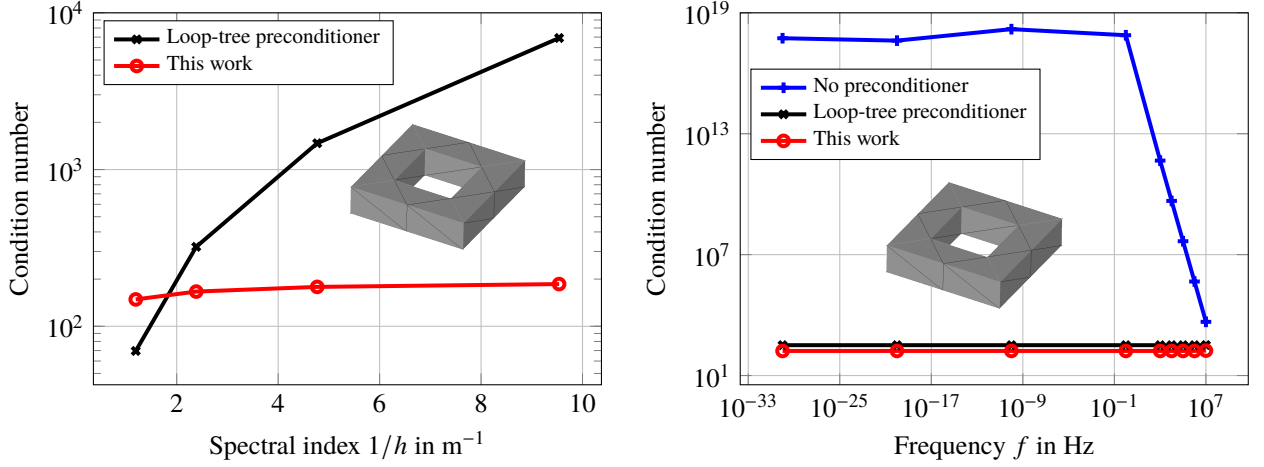 10^4
10^3
10^2
Condition number
Loop-tree preconditioner
This work
2
4
6
8
10
Spectral index 1/h in m^−1
10^19
10^13
10^7
10^1
Condition number
No preconditioner
Loop-tree preconditioner
This work
10^−33
10^−25
10^−17
10^−9
10^−1
10^7
Frequency f in Hz